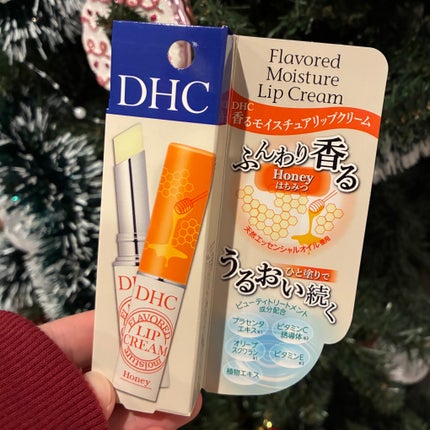 DHC
DHC
FLAVORED
LIP
CREAM
moisture
Honey
Flavored
Moisture
Lip Cream
DHC
香るモイスチュアリップクリーム
ふんわり香る
Honey
はちみつ
天然エッセンシャルオイル使用
ひと塗りで
うるおい続く
ビューティトリートメント
成分配合
プラセンタ
エキス
ビタミンC
誘導体
オリーブ
スクワラン
ビタミンE
植物エキス